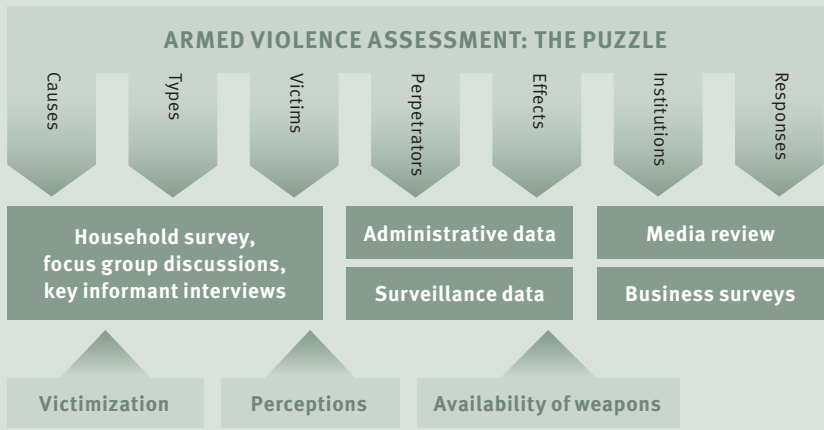 ARMED VIOLENCE ASSESSMENT: THE PUZZLE
Causes
Types
Victims
Perpetrators
Effects
Institutions
Responses
Household survey,
focus group discussions,
key informant interviews
Administrative data
Surveillance data
Media review
Business surveys
Victimization
Perceptions
Availability of weapons